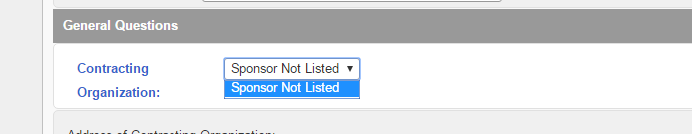 General Questions
Contracting Organization:
Sponsor Not Listed
Sponsor Not Listed
Address of Contracting Organization: